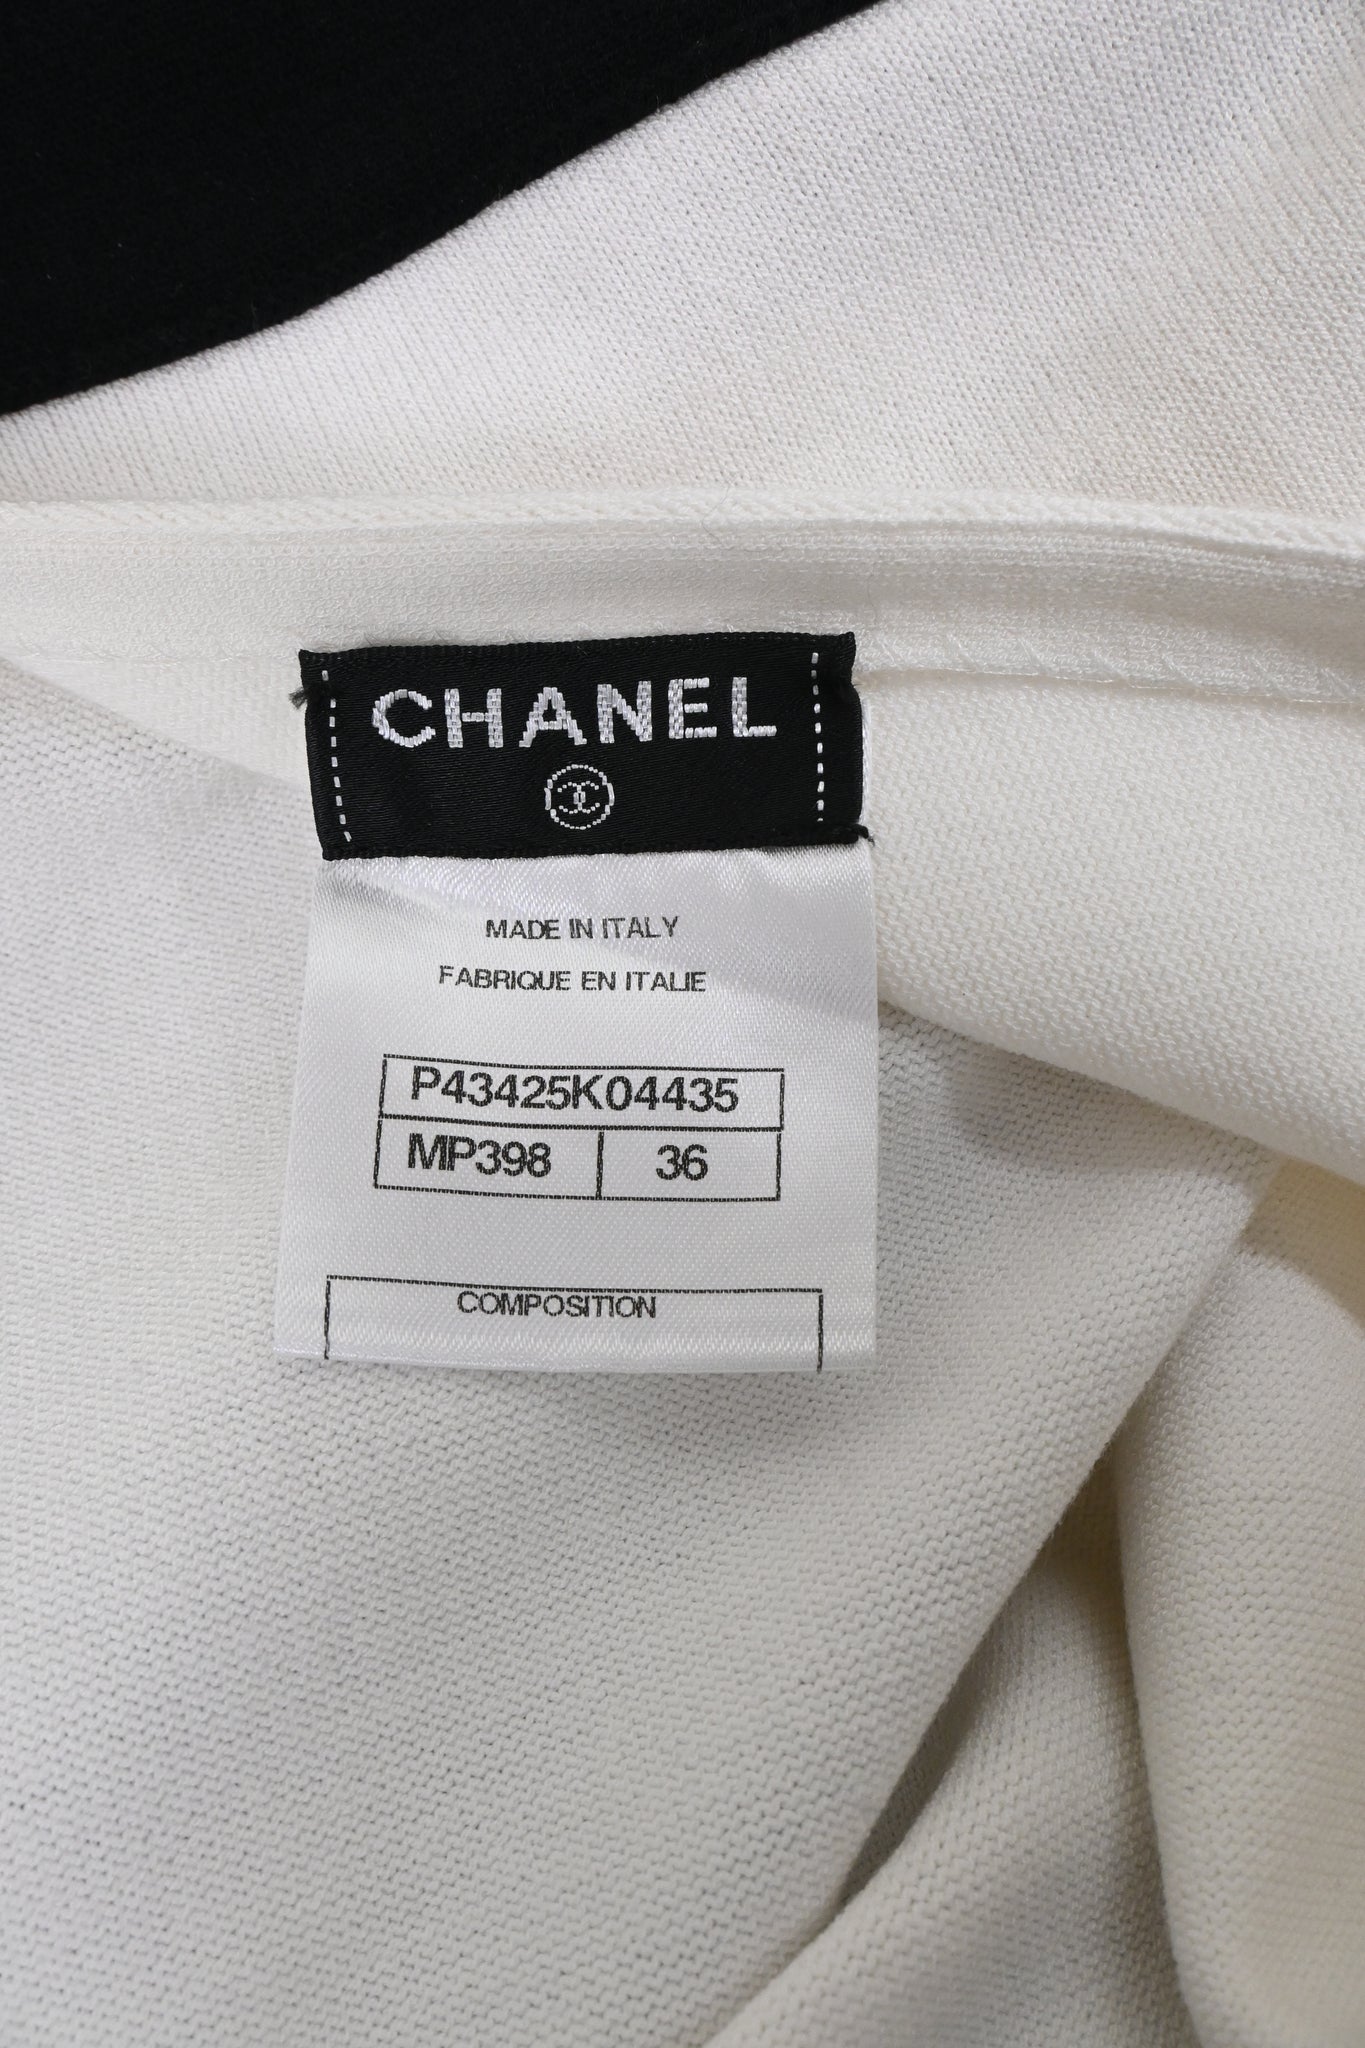 CHANEL
MADE IN ITALY
FABRIQUE EN ITALIE
P43425K04435
MP398 36
COMPOSITION